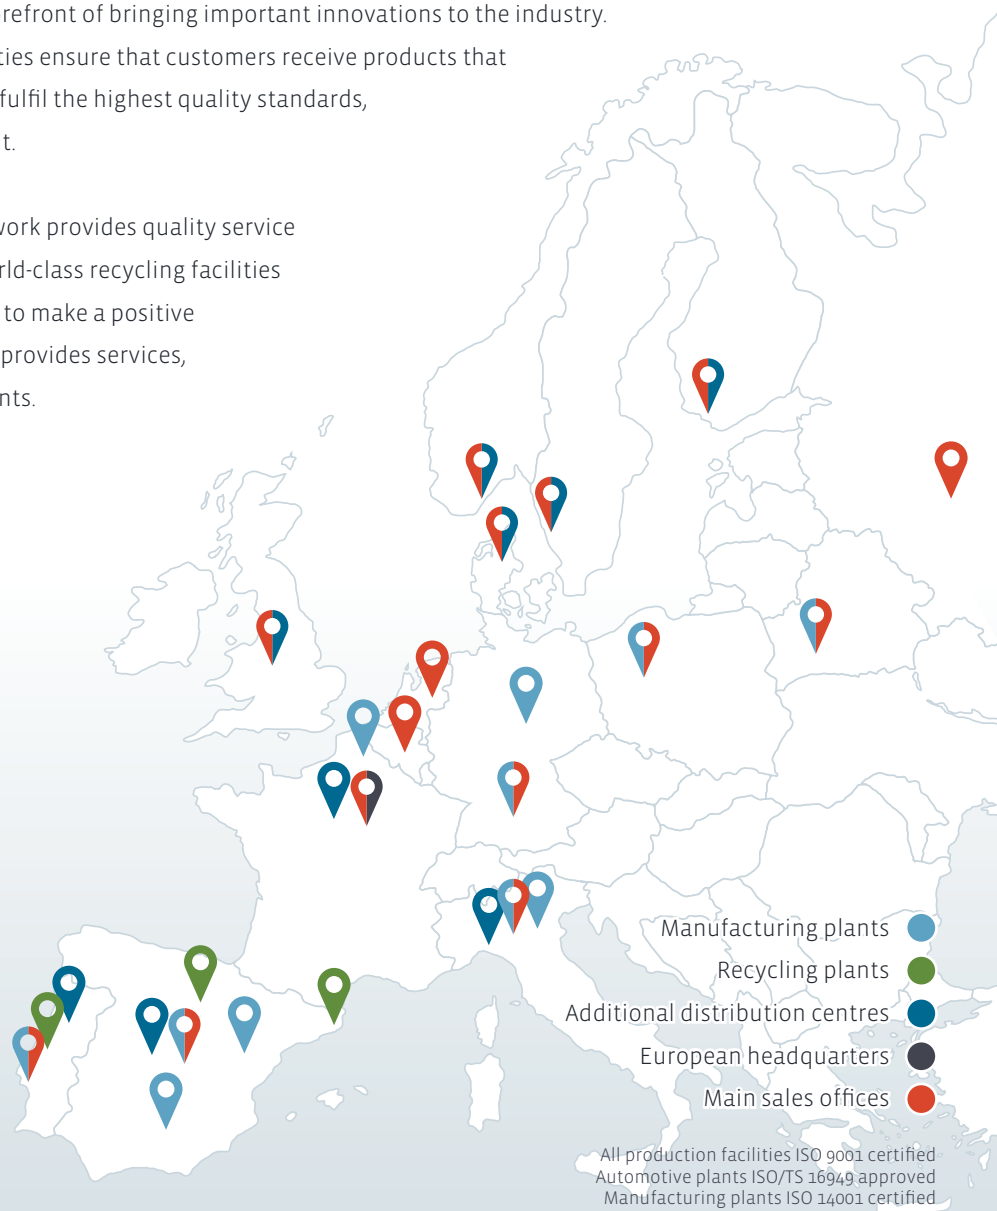 refront of bringing important innovations to the industry.
ties ensure that customers receive products that
fulfil the highest quality standards,
t.
work provides quality service
rld-class recycling facilities
to make a positive
provides services,
nts.
Manufacturing plants
Recycling plants
Additional distribution centres
European headquarters
Main sales offices
All production facilities ISO 9001 certified
Automotive plants ISO/TS 16949 approved
Manufacturing plants ISO 14001 certified